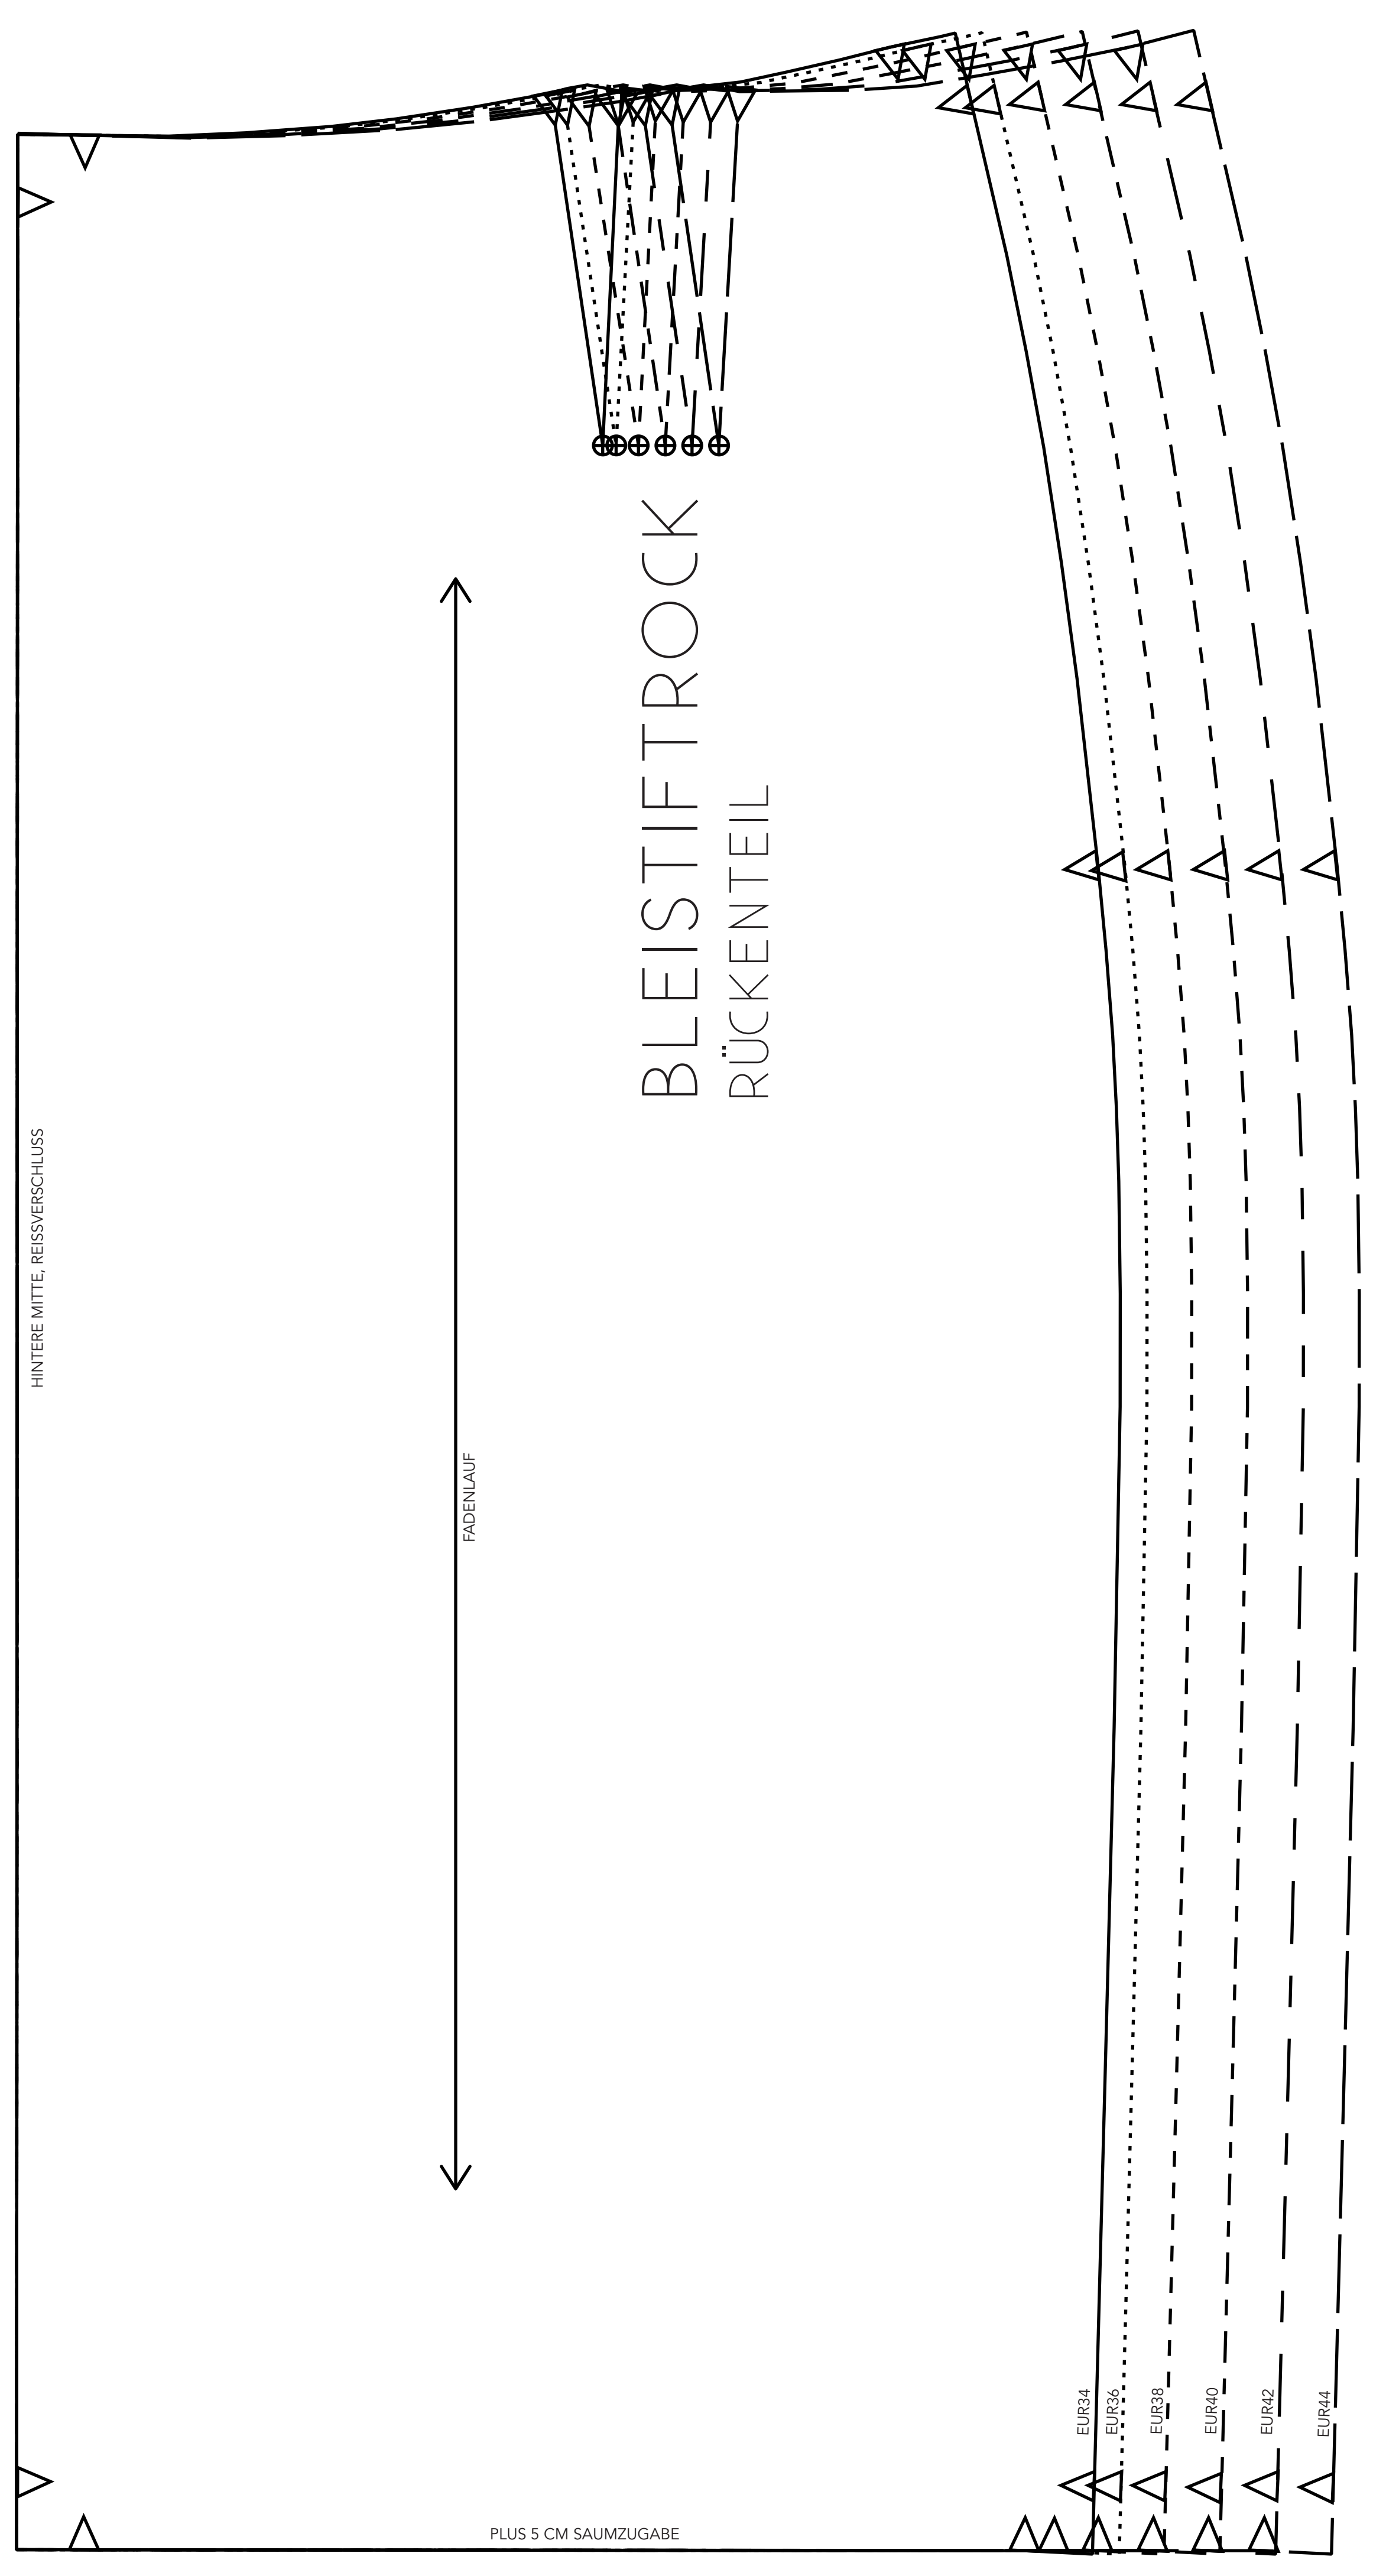 BLEISTIFTROCK
RÜCKENTEIL
HINTERE MITTE, REISSVERSCHLUSS
FADENLAUF
EUR34
EUR36
EUR38
EUR40
EUR42
EUR44
PLUS 5 CM SAUMZUGABE